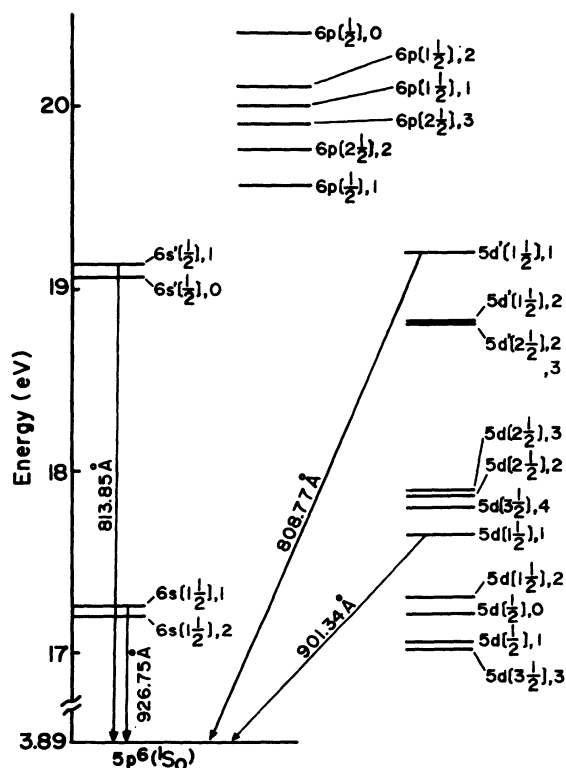 6p[1/2],0
6p[1 1/2],2
6p[1 1/2],1
6p[2 1/2],3
6p[2 1/2],2
6p[1/2],1
20
6s'[1/2],1
6s'[1/2],0
19
5d'[1 1/2],1
5d'[1 1/2],2
5d'[2 1/2],2
,3
Energy (eV)
18
813.85Å
808.77Å
5d[2 1/2],3
5d[2 1/2],2
5d[3 1/2],4
5d[1 1/2],1
6s[1 1/2],1
6s[1 1/2],2
17
926.75Å
901.34Å
5d[1 1/2],2
5d[1/2],0
5d[1/2],1
5d[3 1/2],3
3.89
5p⁶(¹S₀)